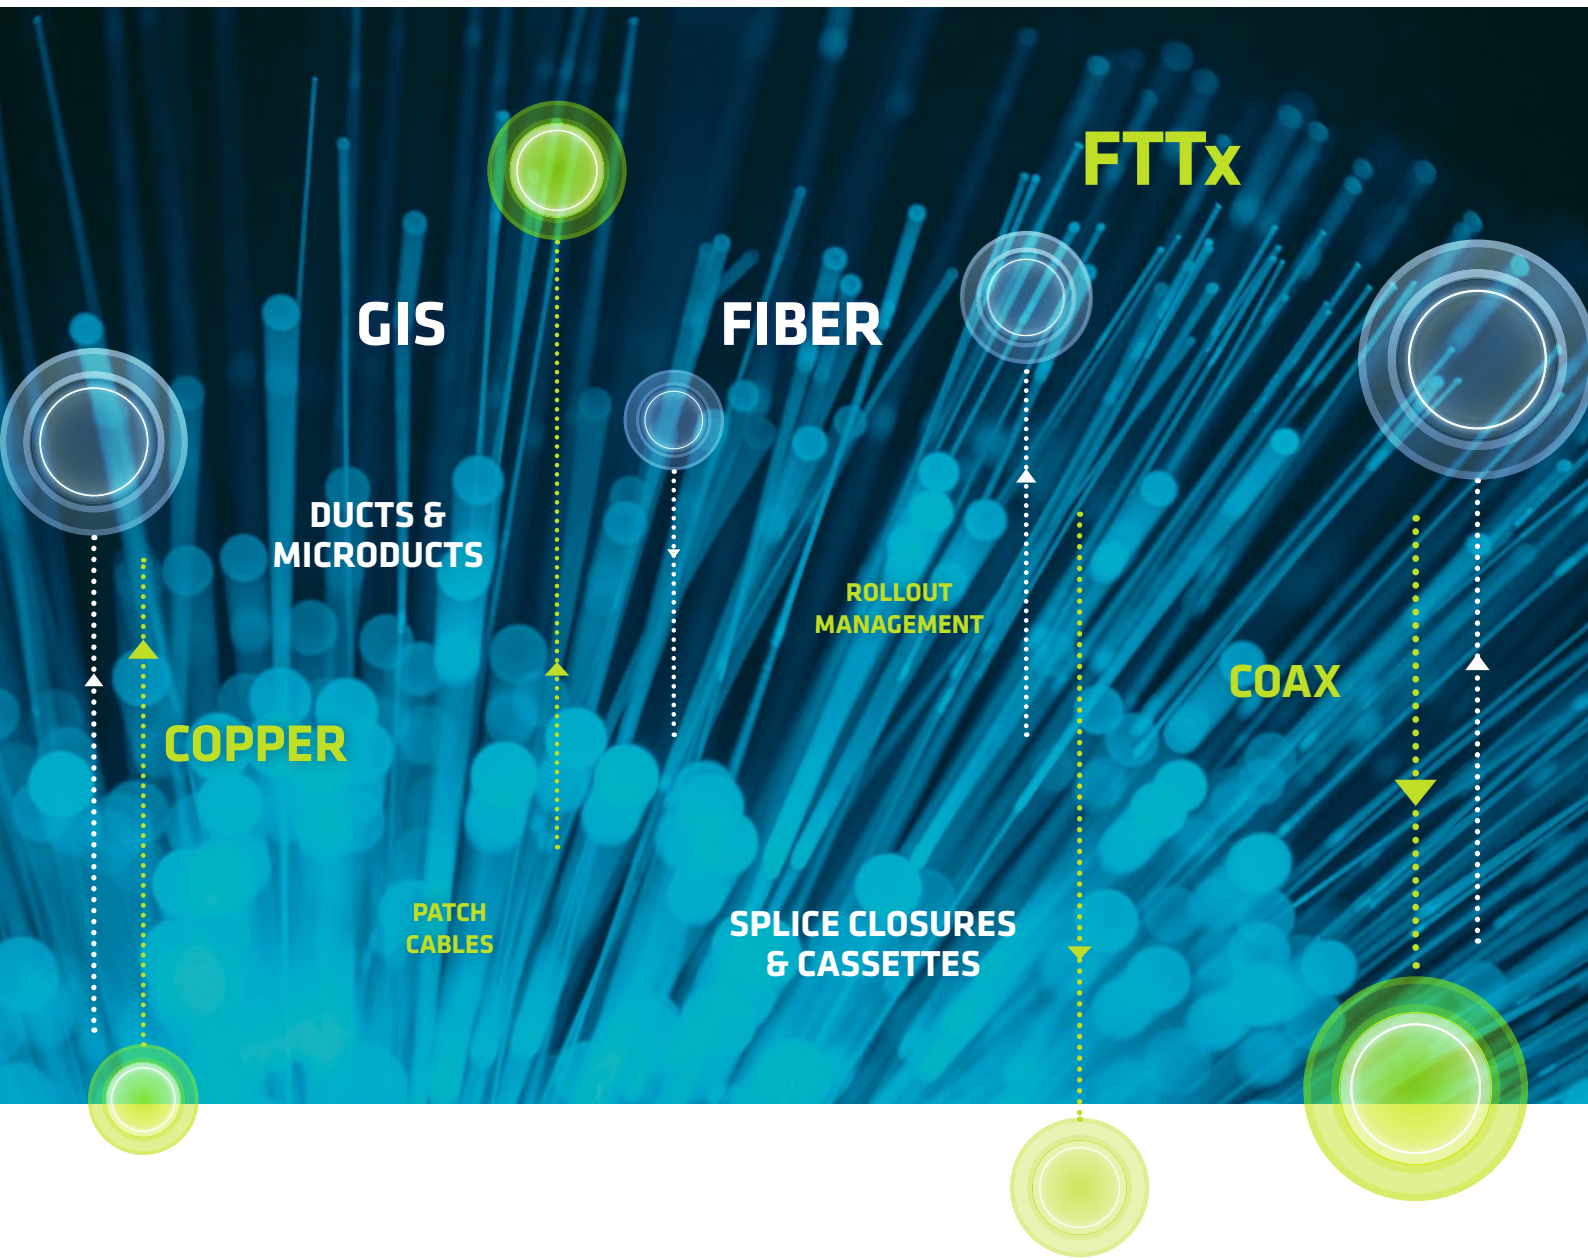 FTTx
GIS
FIBER
DUCTS &
MICRODUCTS
ROLLOUT
MANAGEMENT
COAX
COPPER
PATCH
CABLES
SPLICE CLOSURES
& CASSETTES